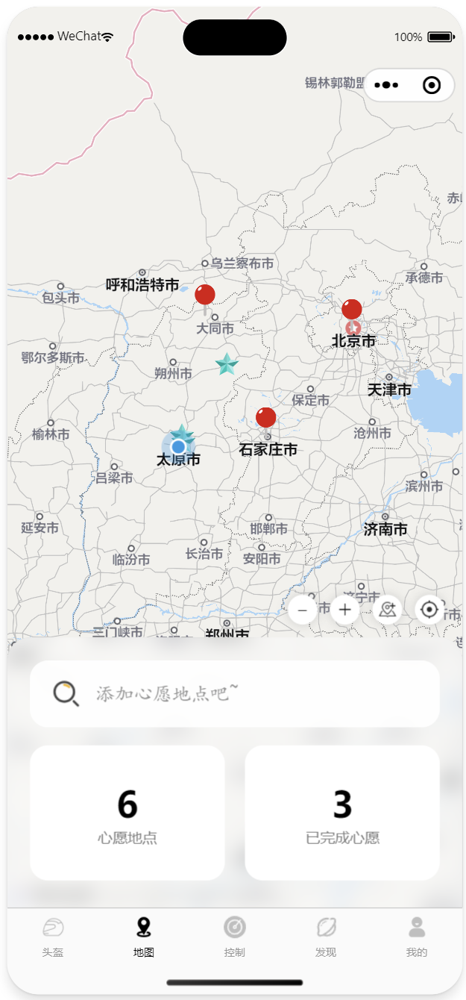 WeChat 100%
锡林郭勒盟
赤
乌兰察布市
呼和浩特市
承德市
包头市
大同市
北京市
鄂尔多斯市
朔州市
天津市
保定市
榆林市
沧州市
石家庄市
太原市
吕梁市
滨州市
延安市
邯郸市
济南市
临汾市
长治市
安阳市
济宁市
市
市
三门峡市
郑州市
添加心愿地点吧~
6
心愿地点
3
已完成心愿
头盔
地图
控制
发现
我的